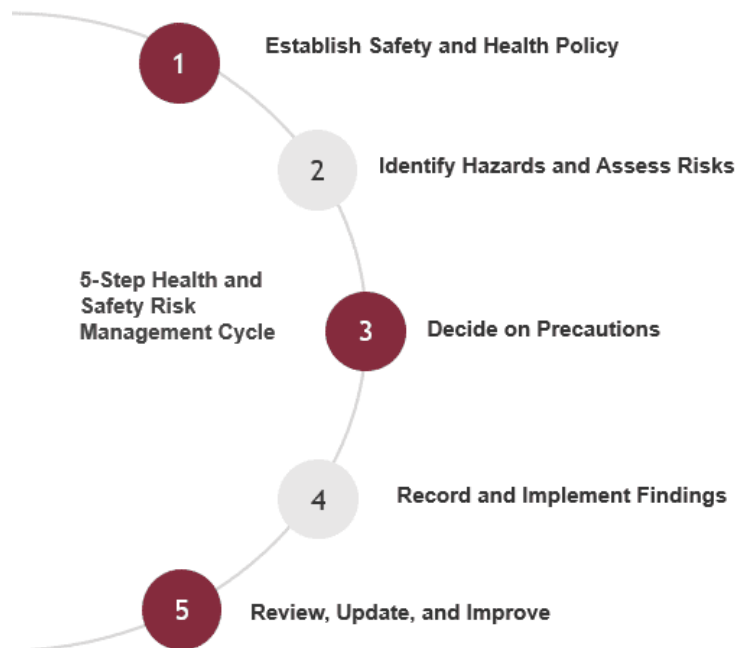 1
Establish Safety and Health Policy
2
Identify Hazards and Assess Risks
5-Step Health and
Safety Risk
Management Cycle
3
Decide on Precautions
4
Record and Implement Findings
5
Review, Update, and Improve